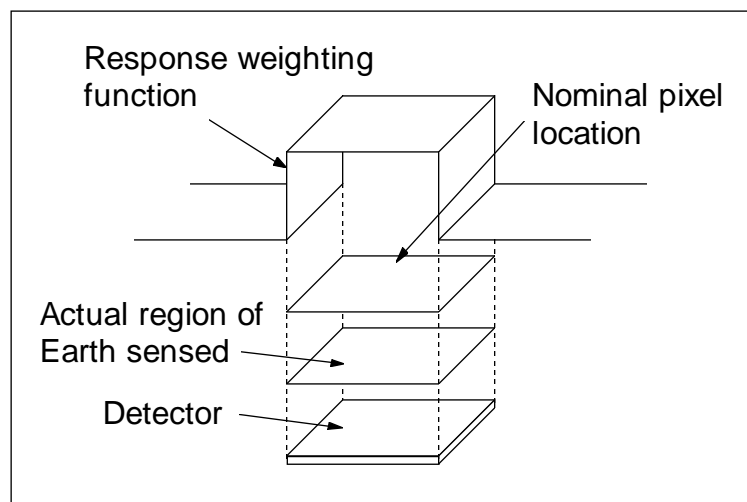 Response weighting
function
Nominal pixel
location
Actual region of
Earth sensed
Detector